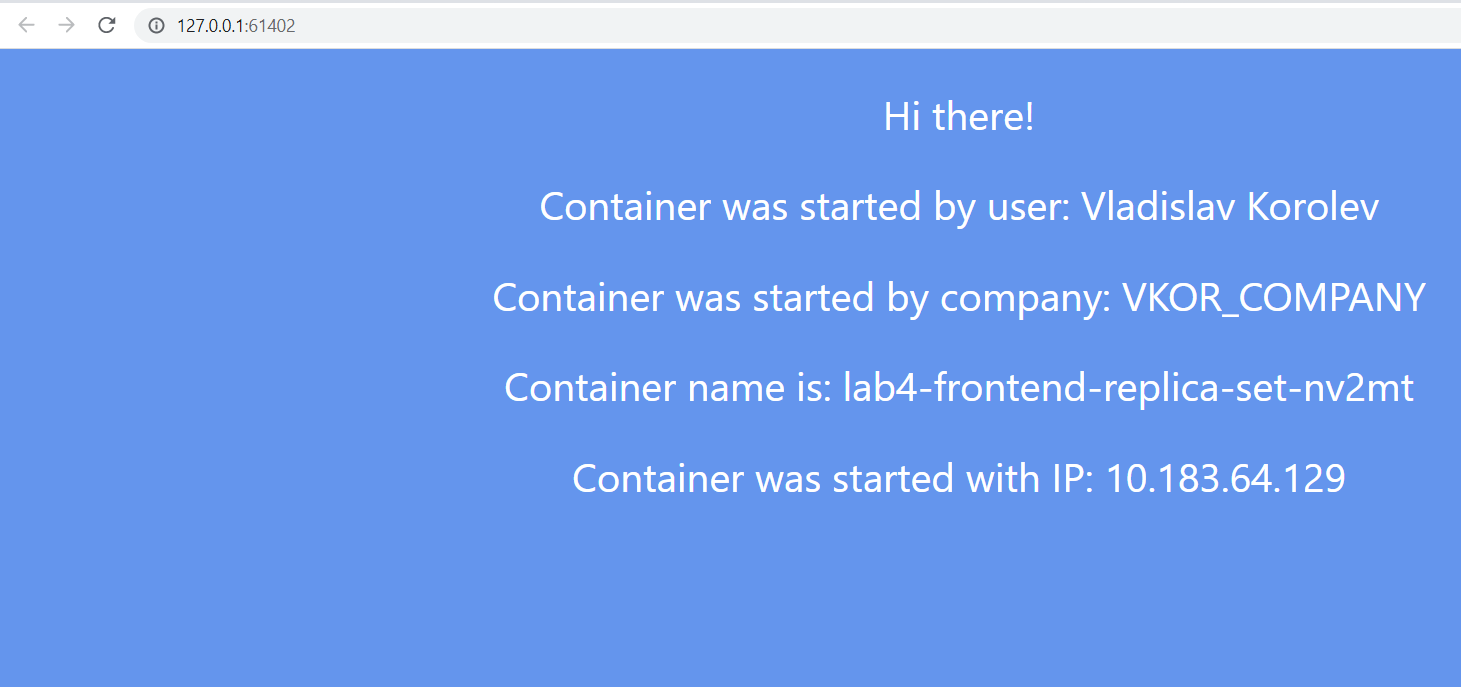 127.0.0.1:61402
Hi there!
Container was started by user: Vladislav Korolev
Container was started by company: VKOR_COMPANY
Container name is: lab4-frontend-replica-set-nv2mt
Container was started with IP: 10.183.64.129